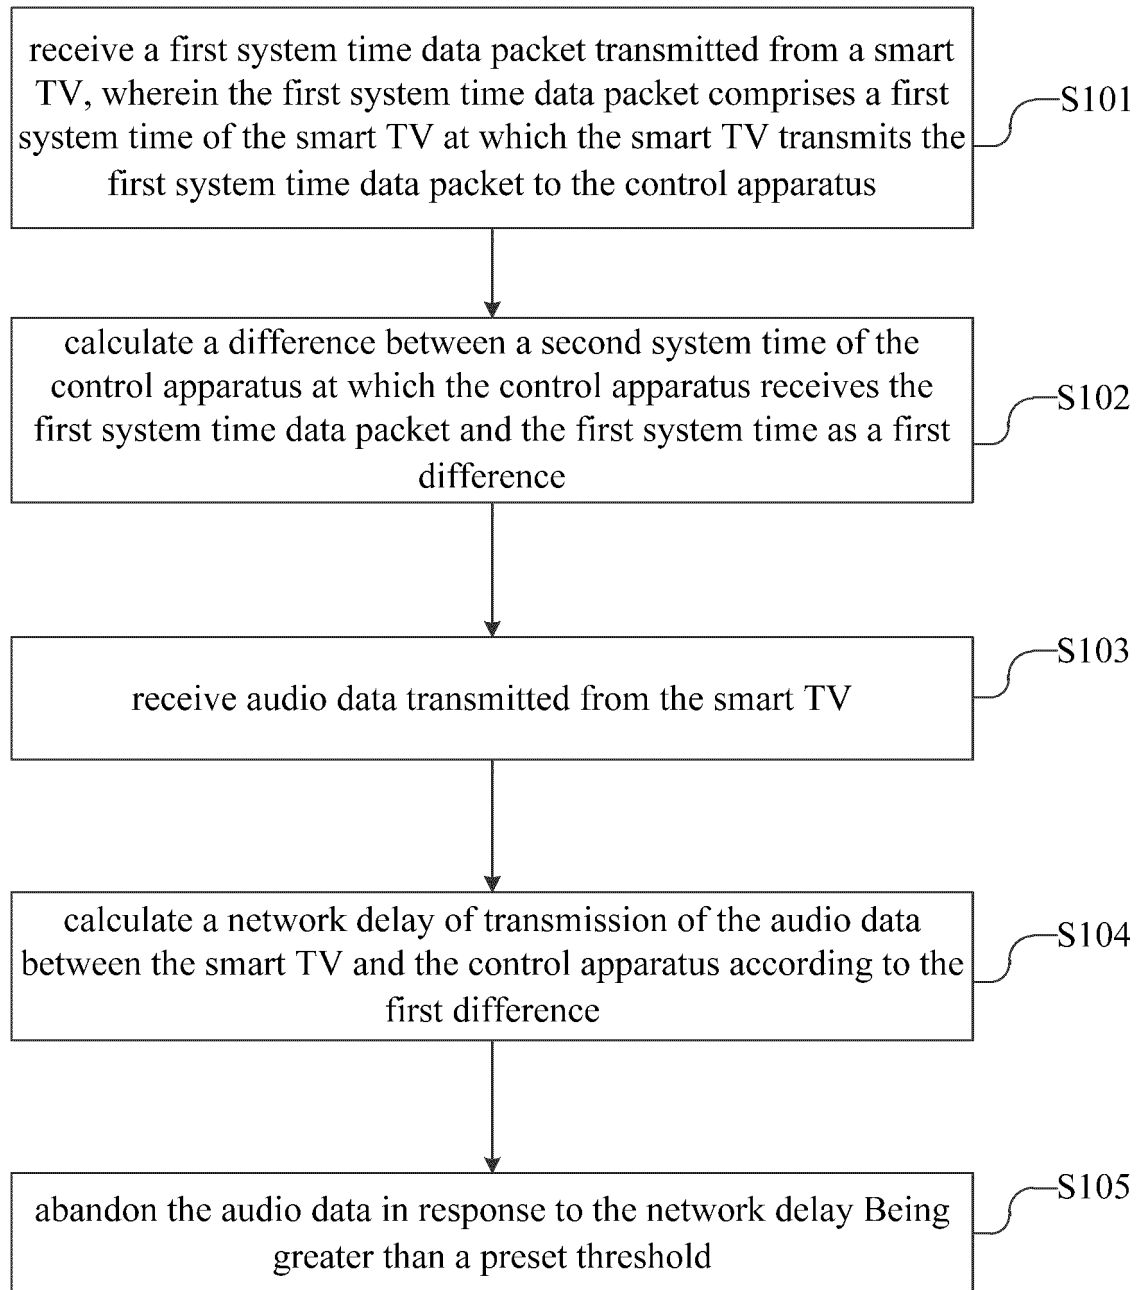 receive a first system time data packet transmitted from a smart
TV, wherein the first system time data packet comprises a first
system time of the smart TV at which the smart TV transmits the
first system time data packet to the control apparatus
S101
calculate a difference between a second system time of the
control apparatus at which the control apparatus receives the
first system time data packet and the first system time as a first
difference
S102
receive audio data transmitted from the smart TV
S103
calculate a network delay of transmission of the audio data
between the smart TV and the control apparatus according to the
first difference
S104
abandon the audio data in response to the network delay Being
greater than a preset threshold
S105